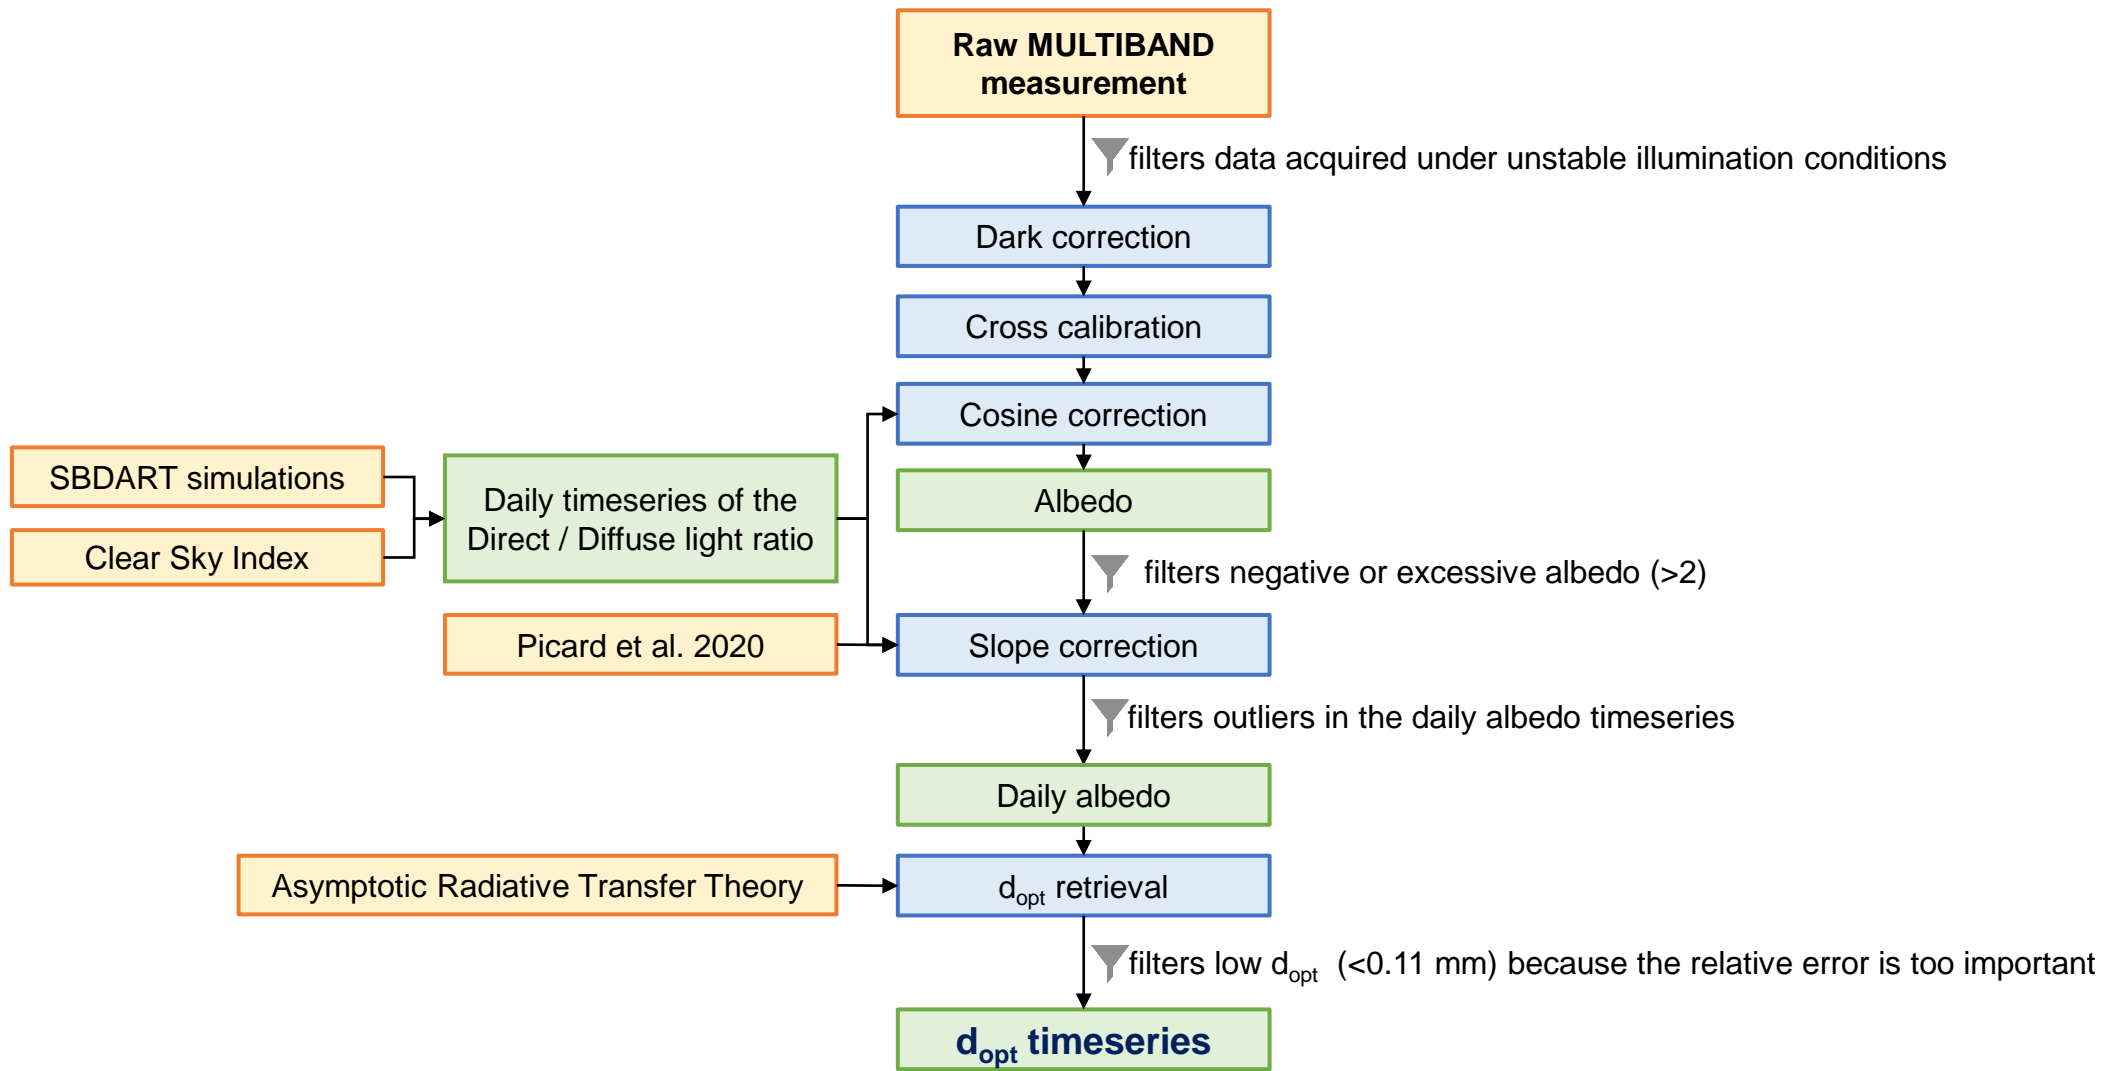 Raw MULTIBAND
measurement
filters data acquired under unstable illumination conditions
Dark correction
Cross calibration
Cosine correction
SBDART simulations
Clear Sky Index
Daily timeseries of the
Direct / Diffuse light ratio
Albedo
filters negative or excessive albedo (>2)
Picard et al. 2020
Slope correction
filters outliers in the daily albedo timeseries
Daily albedo
Asymptotic Radiative Transfer Theory
dopt retrieval
filters low dopt (<0.11 mm) because the relative error is too important
dopt timeseries